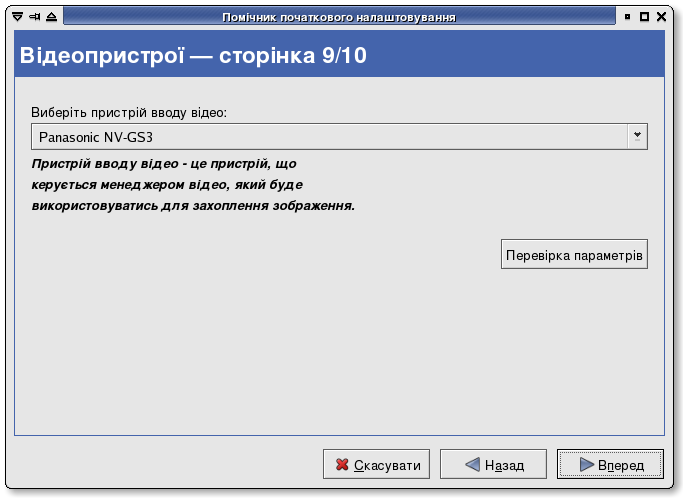 Помічник початкового налаштовування
Відеопристрої — сторінка 9/10
Виберіть пристрій вводу відео:
Panasonic NV-GS3
Пристрій вводу відео - це пристрій, що
керується менеджером відео, який буде
використовуватись для захоплення зображення.
Перевірка параметрів
Скасувати
Назад
Вперед